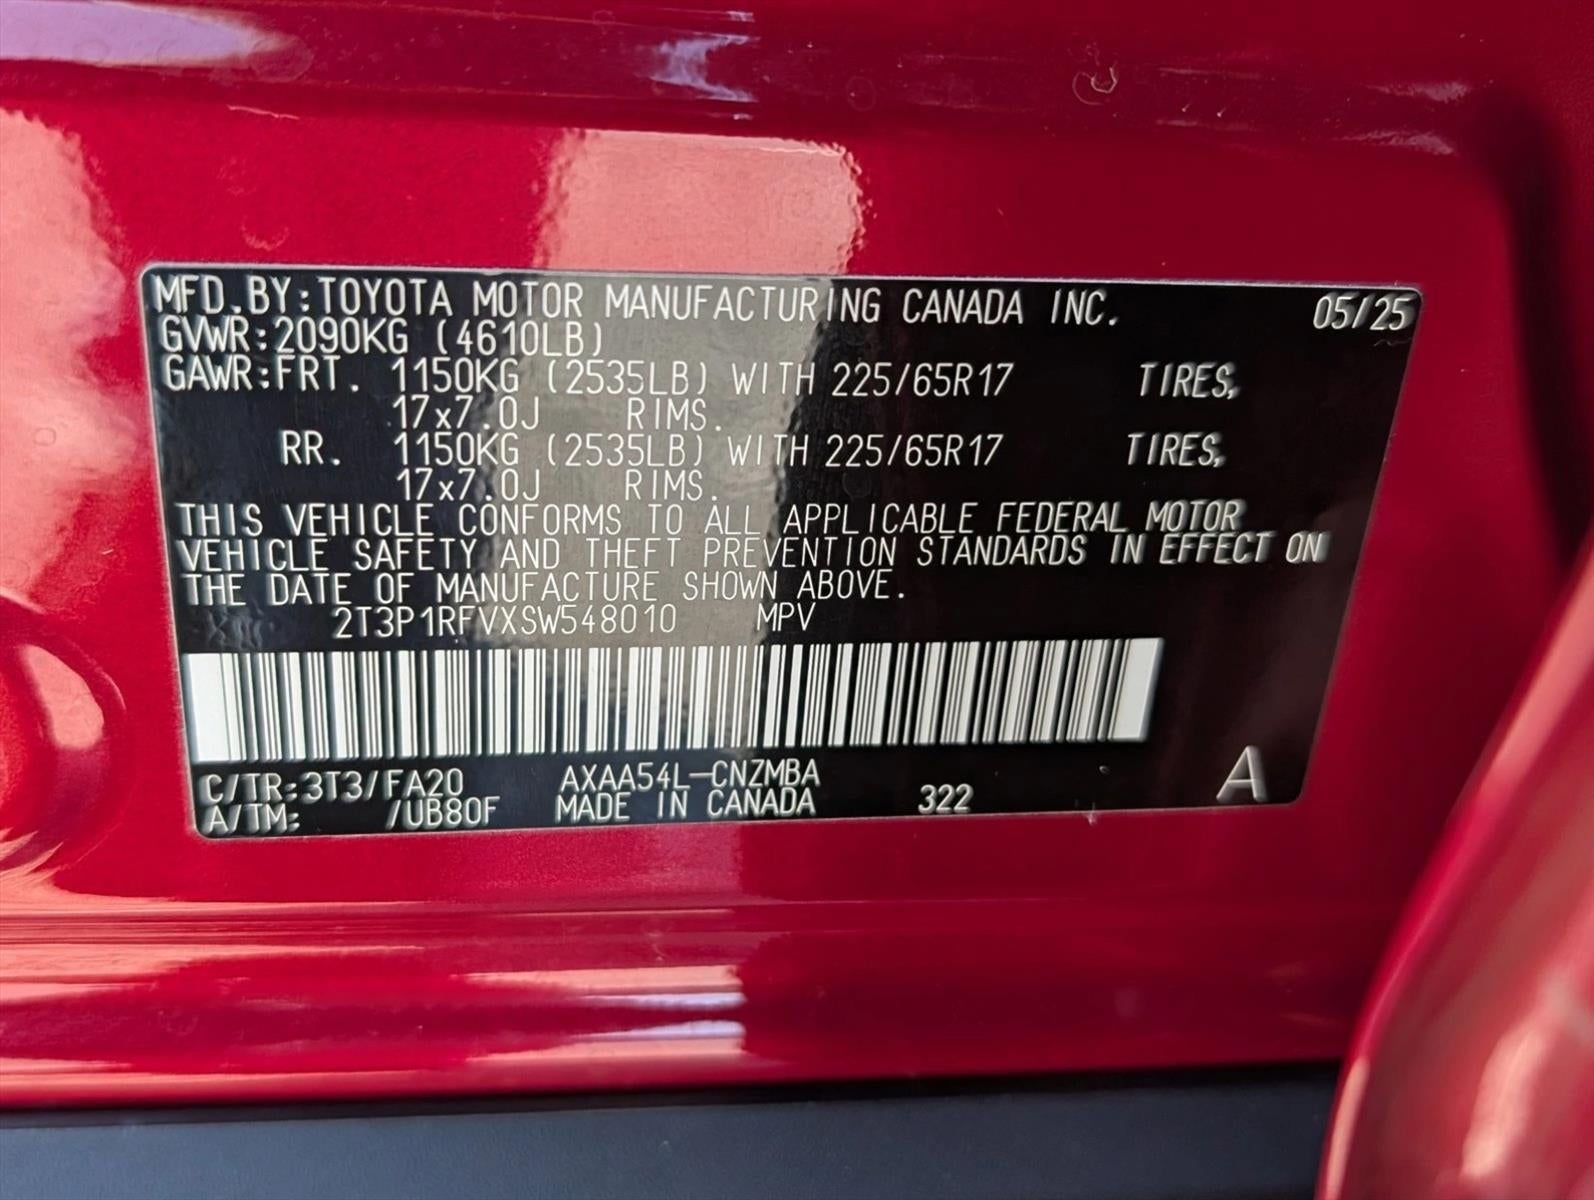 MFD.BY:TOYOTA MOTOR MANUFACTURING CANADA INC. 05/25
GVWR:2090KG (4610LB)
GAWR:FRT. 1150KG (2535LB) WITH 225/65R17 TIRES,
17x7.0J RIMS.
RR. 1150KG (2535LB) WITH 225/65R17 TIRES,
17x7.0J RIMS.
THIS VEHICLE CONFORMS TO ALL APPLICABLE FEDERAL MOTOR
VEHICLE SAFETY AND THEFT PREVENTION STANDARDS IN EFFECT ON
THE DATE OF MANUFACTURE SHOWN ABOVE.
2T3P1RFVXSW548010 MPV
C/TR:3T3/FA20 AXAA54L-CNZMBA
A/TM: /UB80F MADE IN CANADA 322 A